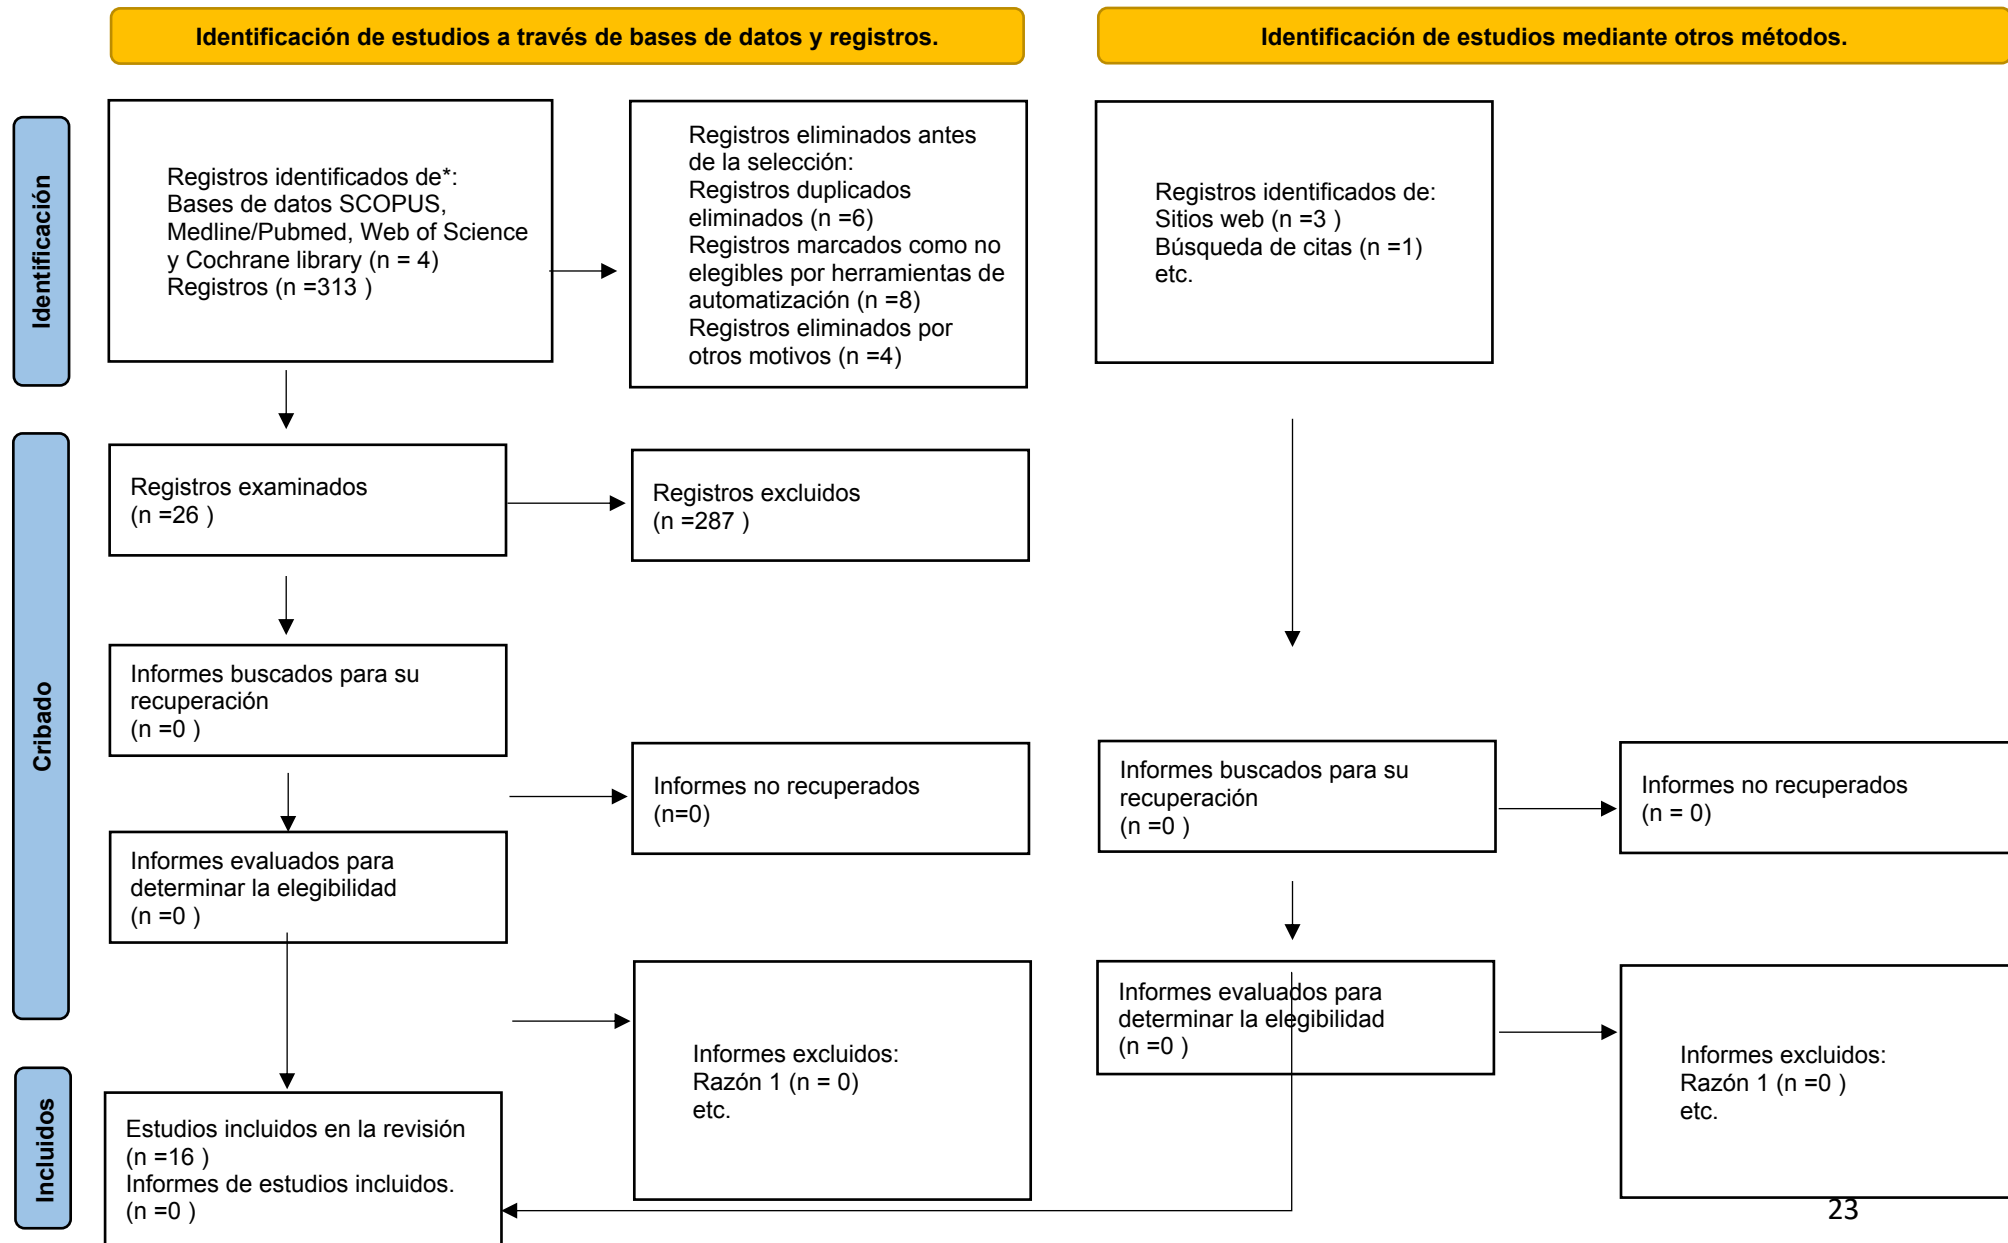 Identificación de estudios a través de bases de datos y registros.
Identificación de estudios mediante otros métodos.
Identificación
Registros identificados de*:
Bases de datos SCOPUS,
Medline/Pubmed, Web of Science
y Cochrane library (n = 4)
Registros (n =313 )
Registros eliminados antes
de la selección:
Registros duplicados
eliminados (n =6)
Registros marcados como no
elegibles por herramientas de
automatización (n =8)
Registros eliminados por
otros motivos (n =4)
Registros identificados de:
Sitios web (n =3 )
Búsqueda de citas (n =1)
etc.
Cribado
Registros examinados
(n =26 )
Registros excluidos
(n =287 )
Informes buscados para su
recuperación
(n =0 )
Informes no recuperados
(n=0)
Informes buscados para su
recuperación
(n =0 )
Informes no recuperados
(n = 0)
Informes evaluados para
determinar la elegibilidad
(n =0 )
Informes excluidos:
Razón 1 (n = 0)
etc.
Informes evaluados para
determinar la elegibilidad
(n =0 )
Informes excluidos:
Razón 1 (n =0 )
etc.
Incluidos
Estudios incluidos en la revisión
(n =16 )
Informes de estudios incluidos.
(n =0 )
23